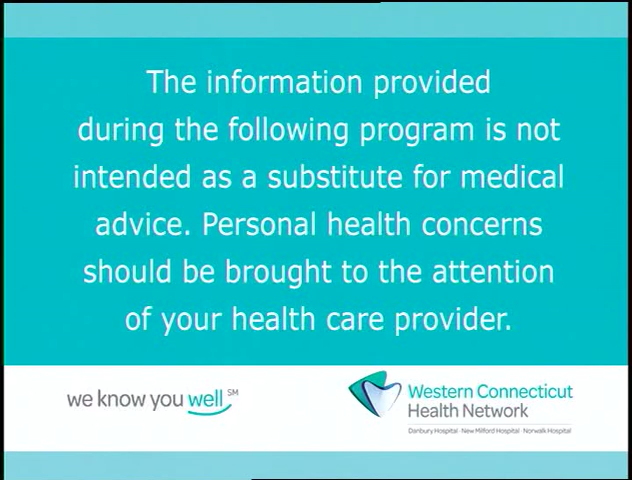 The information provided
during the following program is not
intended as a substitute for medical
advice. Personal health concerns
should be brought to the attention
of your health care provider.
we know you well SM
Western Connecticut
Health Network
Danbury Hospital · New Milford Hospital · Norwalk Hospital